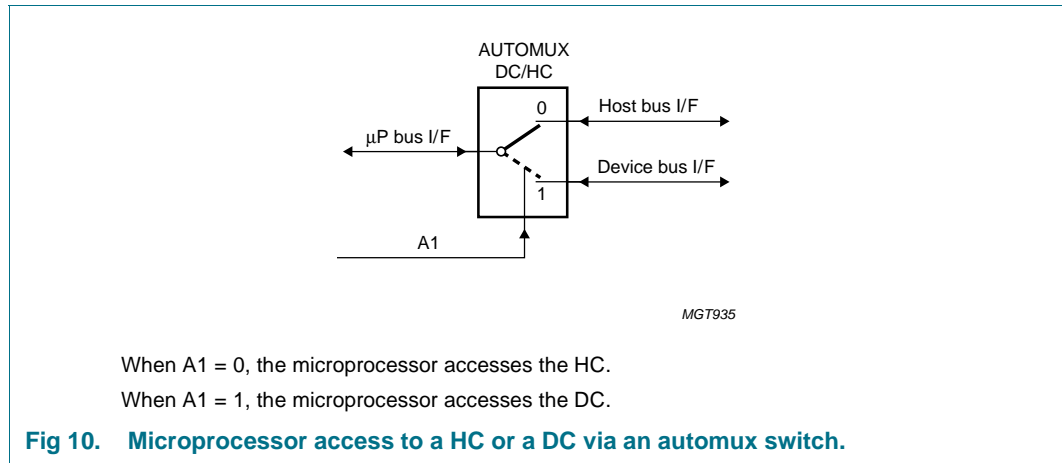 AUTOMUX
DC/HC
0
Host bus I/F
μP bus I/F
Device bus I/F
1
A1
MGT935
When A1 = 0, the microprocessor accesses the HC.
When A1 = 1, the microprocessor accesses the DC.
Fig 10. Microprocessor access to a HC or a DC via an automux switch.